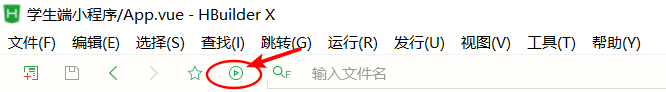 学生端小程序/App.vue - HBuilder X
文件(F) 编辑(E) 选择(S) 查找(I) 跳转(G) 运行(R) 发行(U) 视图(V) 工具(T) 帮助(Y)
输入文件名